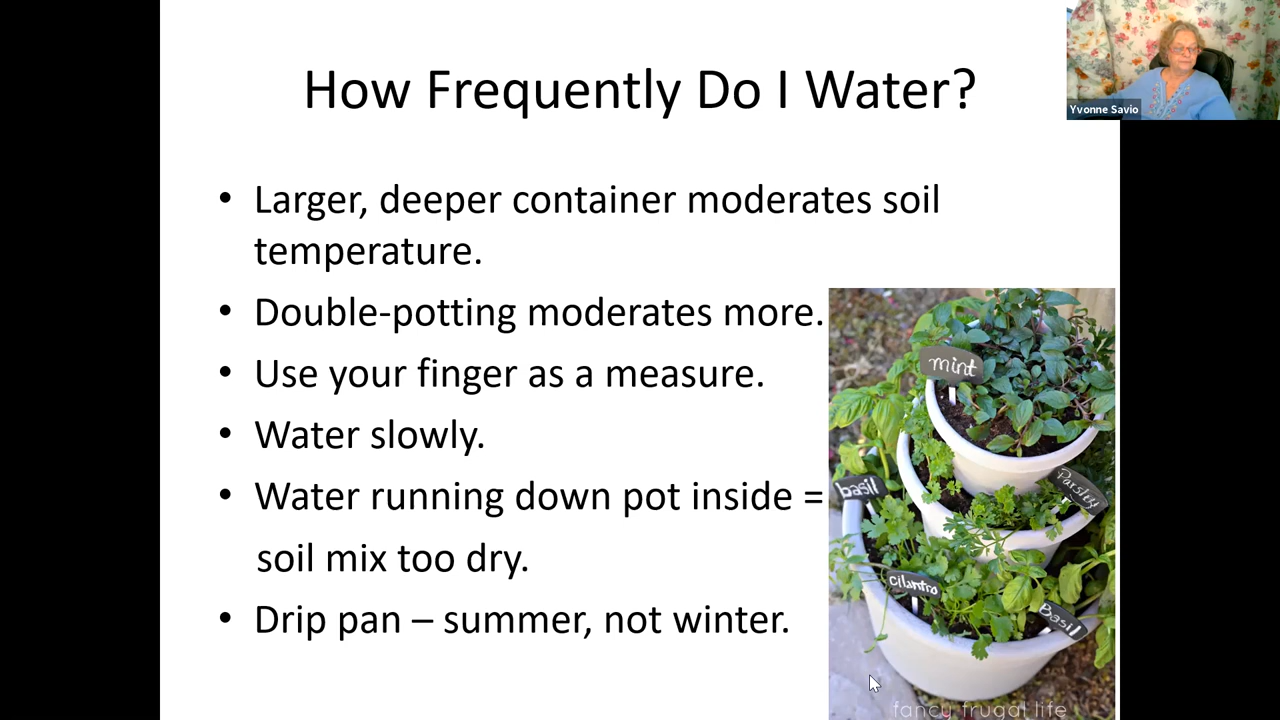 How Frequently Do I Water?
Yvonne Savio
• Larger, deeper container moderates soil
temperature.
• Double-potting moderates more.
• Use your finger as a measure.
• Water slowly.
• Water running down pot inside =
soil mix too dry.
• Drip pan – summer, not winter.
mint
basil
Parsley
cilantro
Basil
fancy frugal life